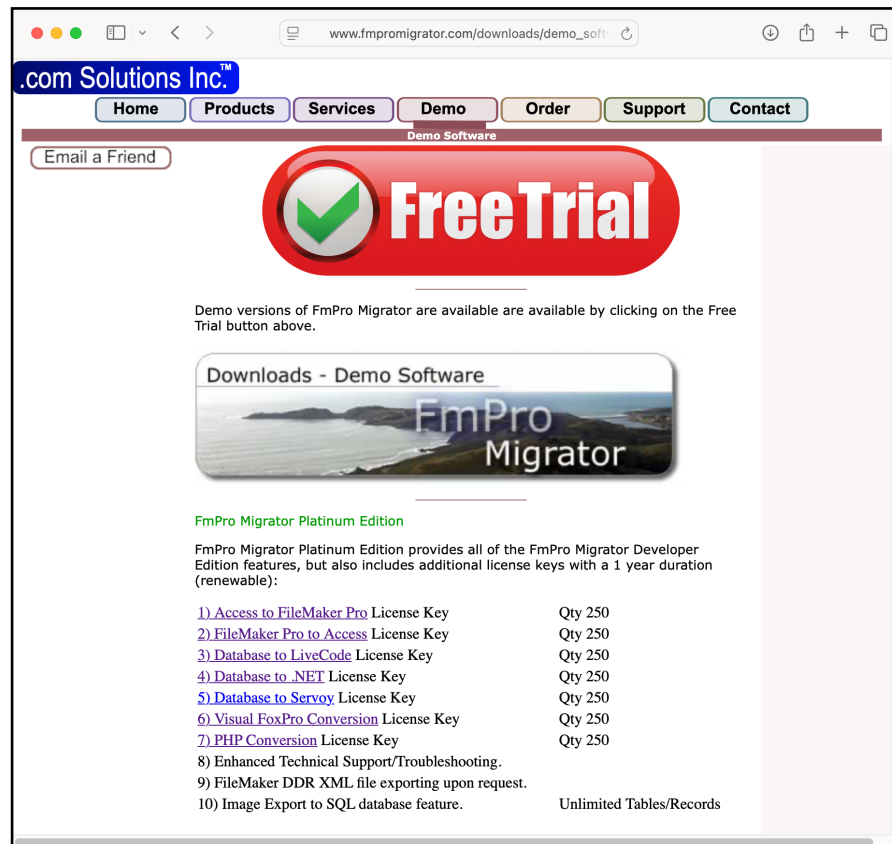 www.fmpromigrator.com/downloads/demo_soft
.com Solutions Inc.™
Home Products Services Demo Order Support Contact
Demo Software
Email a Friend
Free Trial
Demo versions of FmPro Migrator are available are available by clicking on the Free
Trial button above.
Downloads - Demo Software
FmPro
Migrator
FmPro Migrator Platinum Edition
FmPro Migrator Platinum Edition provides all of the FmPro Migrator Developer
Edition features, but also includes additional license keys with a 1 year duration
(renewable):
1) Access to FileMaker Pro License Key Qty 250
2) FileMaker Pro to Access License Key Qty 250
3) Database to LiveCode License Key Qty 250
4) Database to .NET License Key Qty 250
5) Database to Servoy License Key Qty 250
6) Visual FoxPro Conversion License Key Qty 250
7) PHP Conversion License Key Qty 250
8) Enhanced Technical Support/Troubleshooting.
9) FileMaker DDR XML file exporting upon request.
10) Image Export to SQL database feature. Unlimited Tables/Records